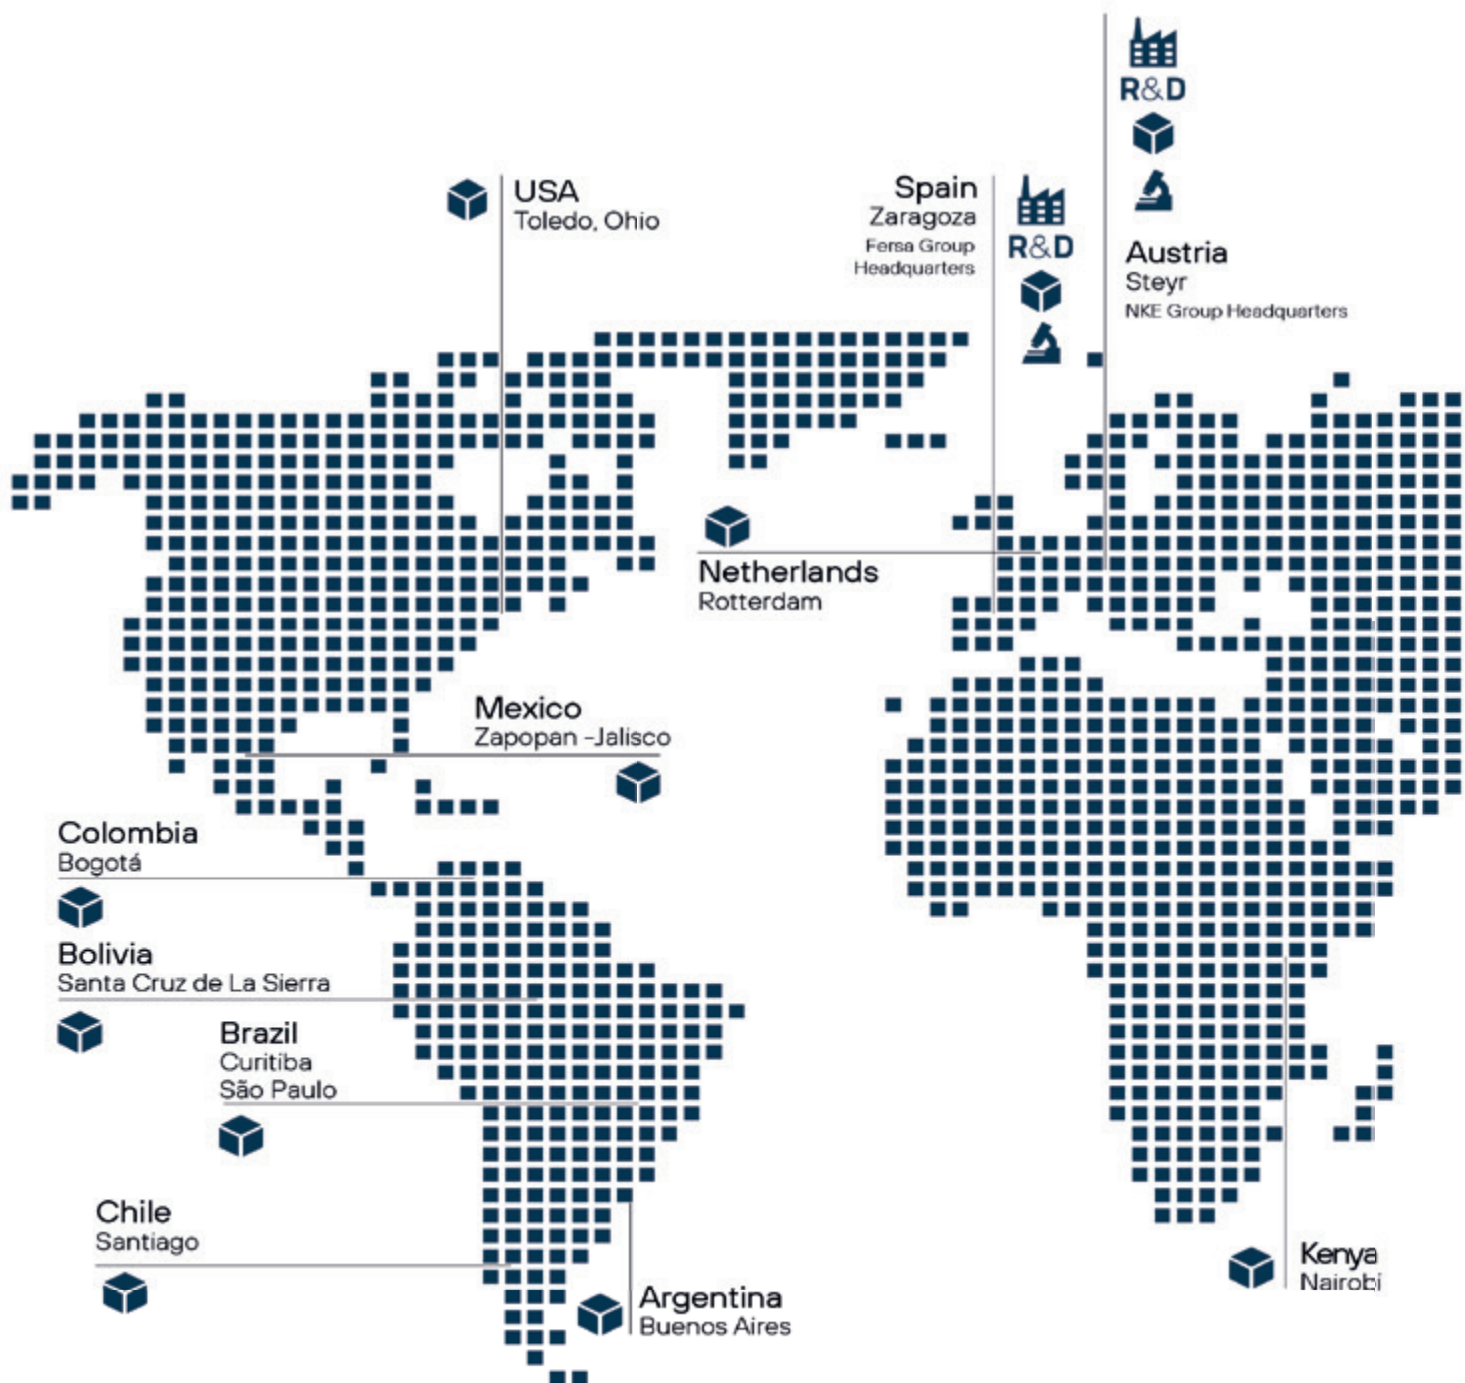 R&D
USA
Toledo, Ohio
Spain
Zaragoza
Fersa Group
Headquarters
R&D
Austria
Steyr
NKE Group Headquarters
Netherlands
Rotterdam
Mexico
Zapopan -Jalisco
Colombia
Bogotá
Bolivia
Santa Cruz de La Sierra
Brazil
Curitiba
São Paulo
Chile
Santiago
Argentina
Buenos Aires
Kenya
Nairobi